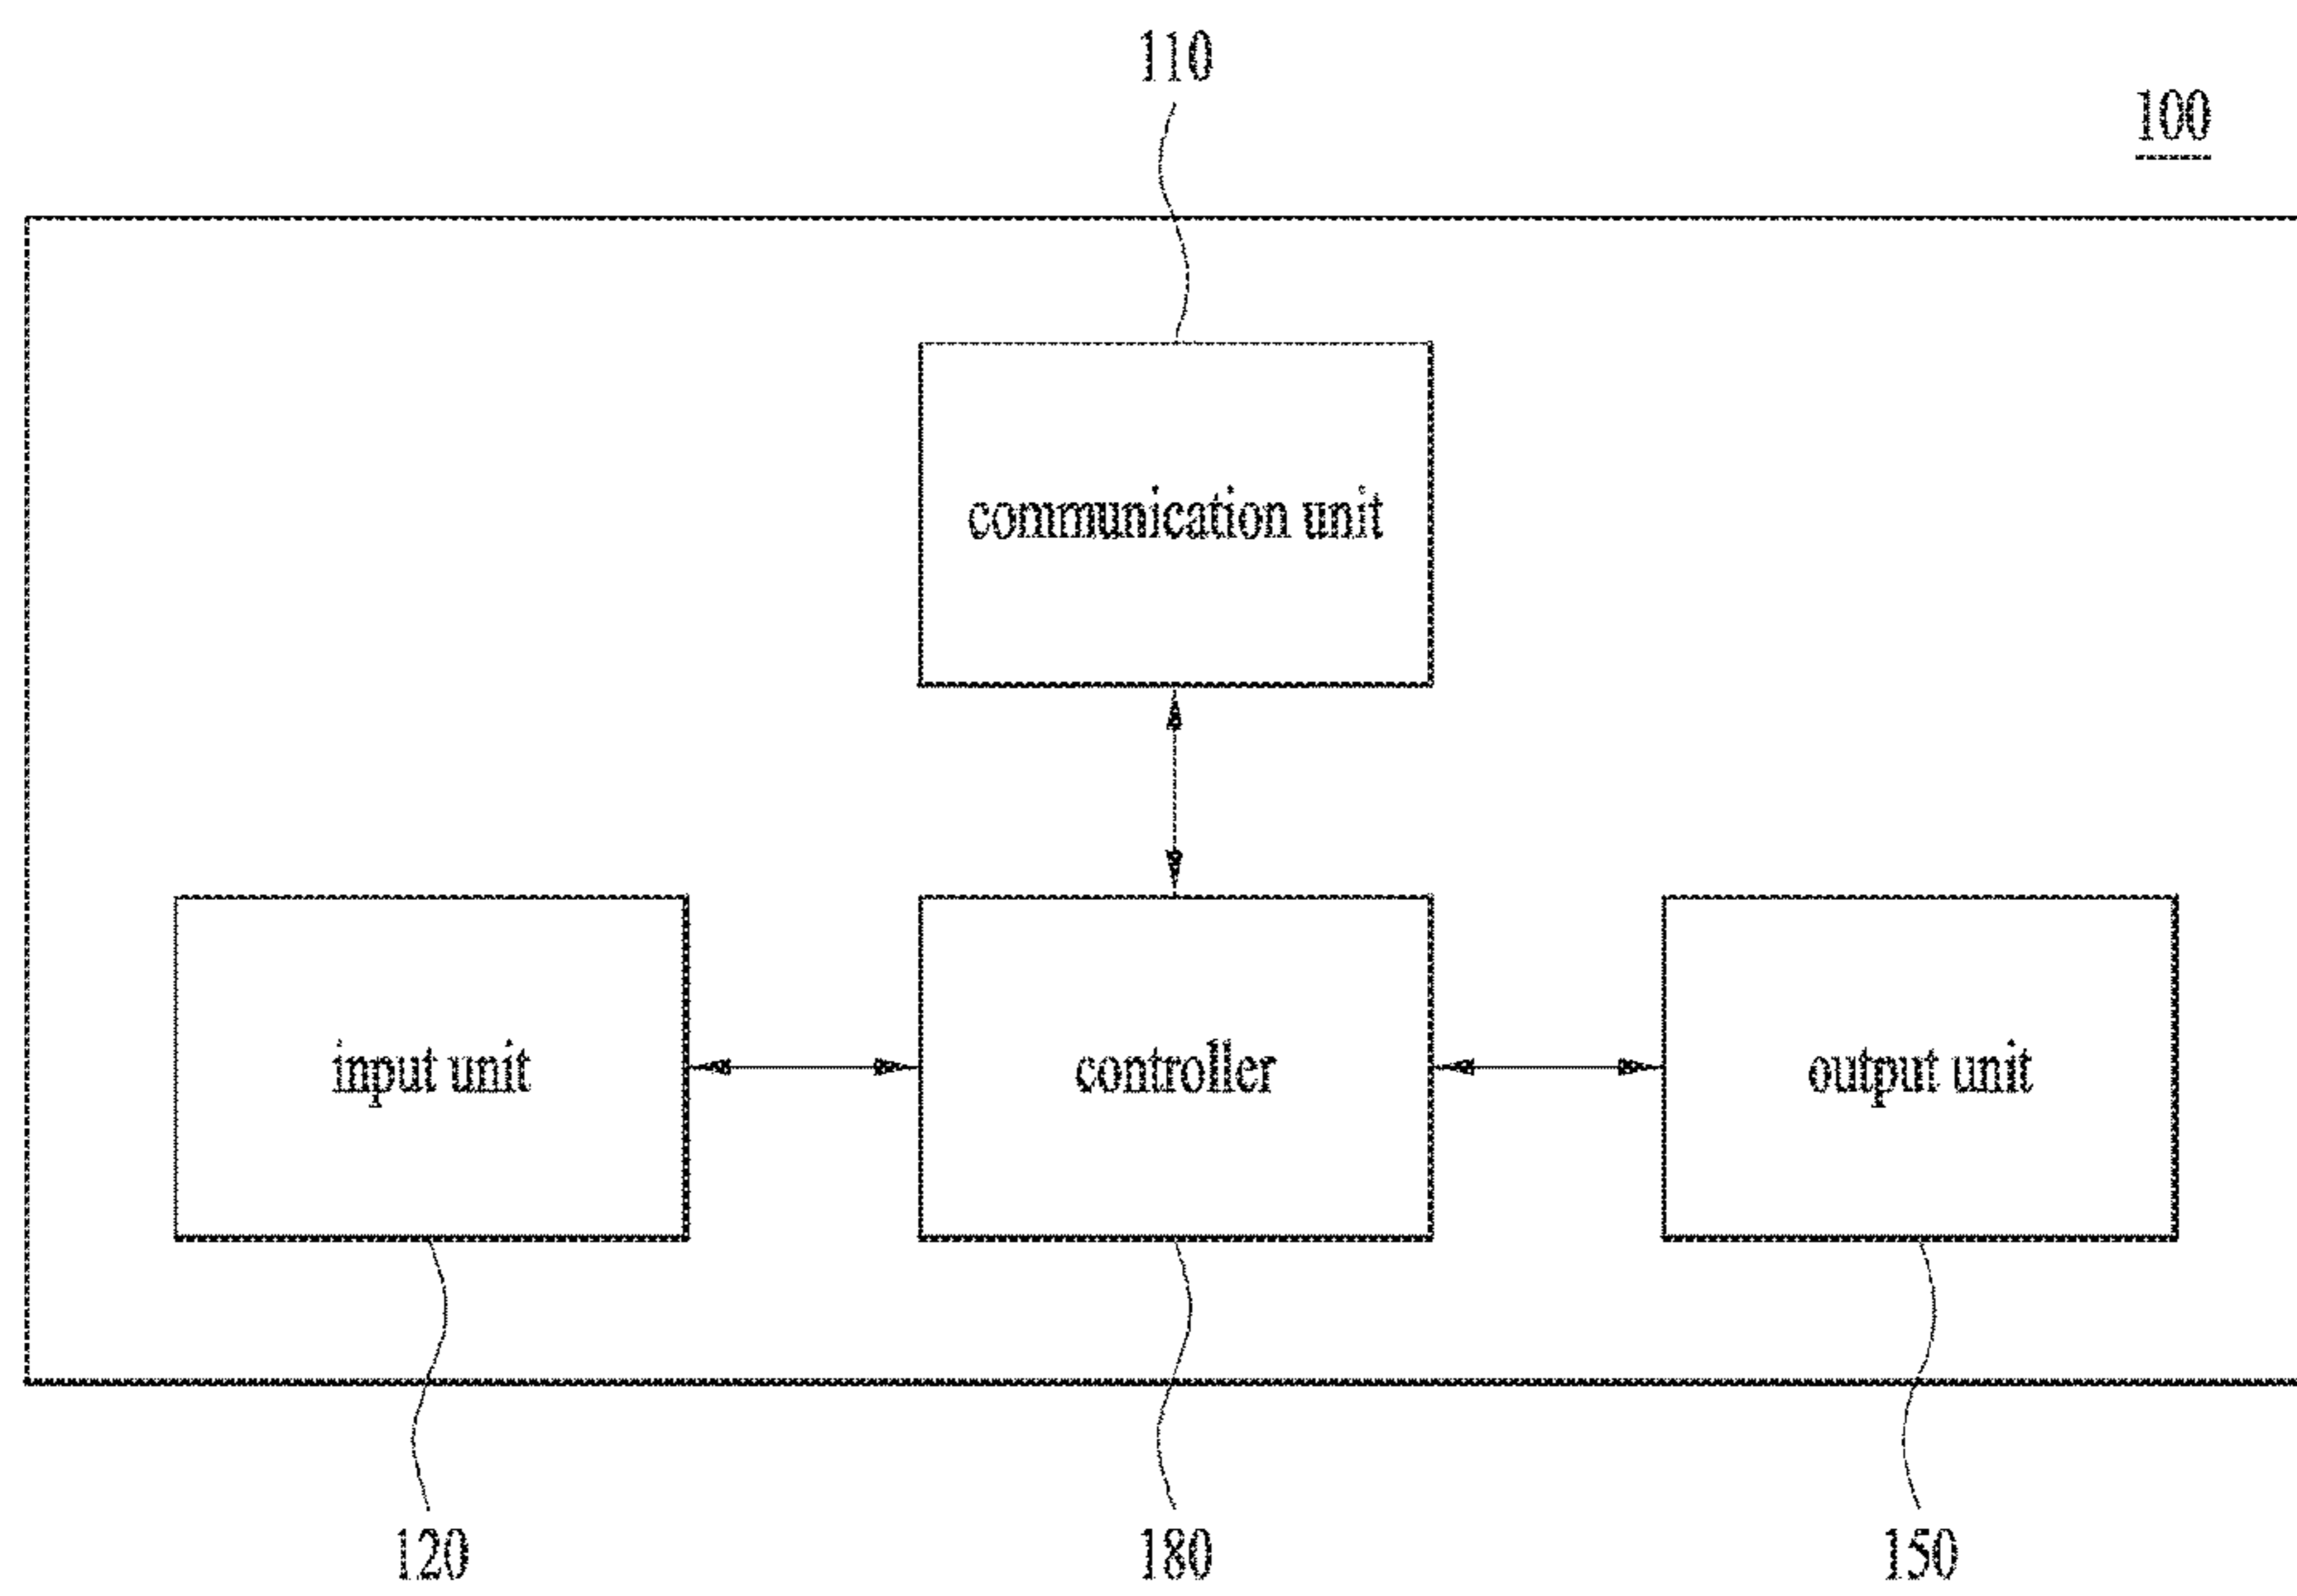 110
100
communication unit
input unit
controller
output unit
120
180
150